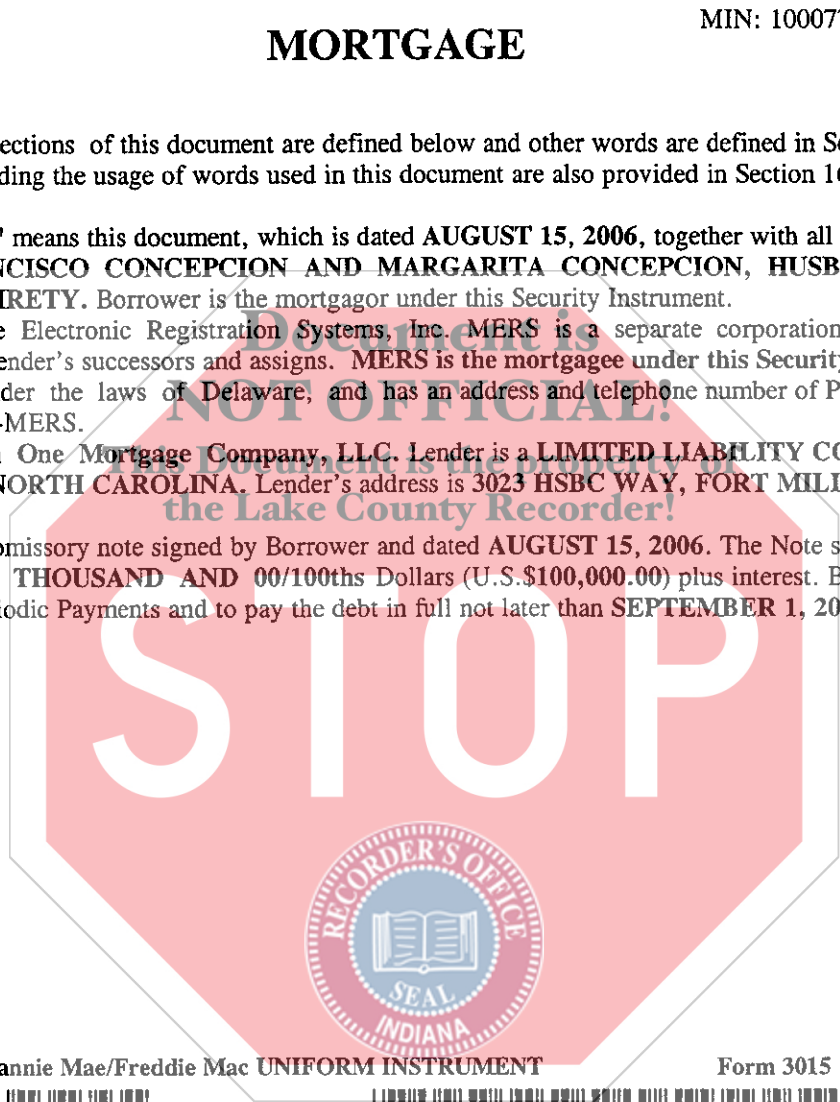 MIN: 10007
MORTGAGE
ections of this document are defined below and other words are defined in Se
ding the usage of words used in this document are also provided in Section 16
" means this document, which is dated AUGUST 15, 2006, together with all
NCISCO CONCEPCION AND MARGARITA CONCEPCION, HUSB
IRETY. Borrower is the mortgagor under this Security Instrument.
Document is
e Electronic Registration Systems, Inc. MERS is a separate corporation
ender's successors and assigns. MERS is the mortgagee under this Security
der the laws of Delaware, and has an address and telephone number of P
NOT OFFICIAL!
-MERS.
n One Mortgage Company, LLC. Lender is a LIMITED LIABILITY CO
This Document is the property of
NORTH CAROLINA. Lender's address is 3023 HSBC WAY, FORT MILL
the Lake County Recorder!
omissory note signed by Borrower and dated AUGUST 15, 2006. The Note s
THOUSAND AND 00/100ths Dollars (U.S.$100,000.00) plus interest. B
iodic Payments and to pay the debt in full not later than SEPTEMBER 1, 20
STOP
RECORDER'S OFFICE
SEAL
INDIANA
annie Mae/Freddie Mac UNIFORM INSTRUMENT Form 3015